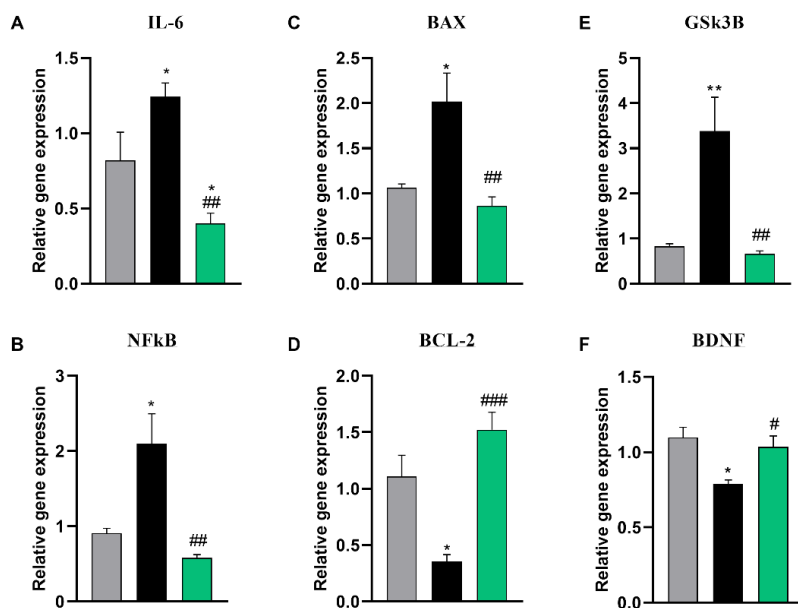 A
IL-6
Relative gene expression
1.5
1.0
0.5
0.0
*
*
##
C
BAX
Relative gene expression
2.5
2.0
1.5
1.0
0.5
0.0
*
##
E
GSk3B
Relative gene expression
5
4
3
2
1
0
**
##
B
NFkB
Relative gene expression
3
2
1
0
*
##
D
BCL-2
Relative gene expression
2.0
1.5
1.0
0.5
0.0
*
###
F
BDNF
Relative gene expression
1.5
1.0
0.5
0.0
*
#